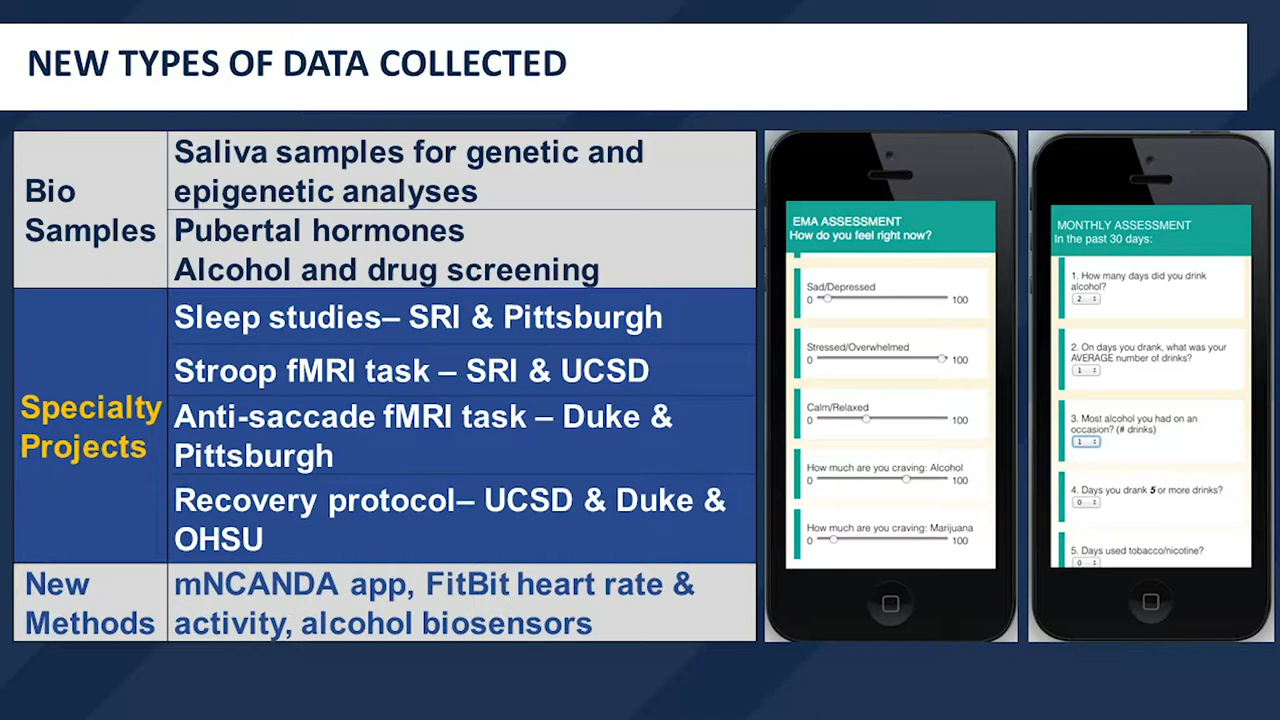 NEW TYPES OF DATA COLLECTED
Bio
Samples
Saliva samples for genetic and
epigenetic analyses
Pubertal hormones
Alcohol and drug screening
Specialty
Projects
Sleep studies– SRI & Pittsburgh
Stroop fMRI task – SRI & UCSD
Anti-saccade fMRI task – Duke &
Pittsburgh
Recovery protocol– UCSD & Duke &
OHSU
New
Methods
mNCANDA app, FitBit heart rate &
activity, alcohol biosensors
EMA ASSESSMENT
How do you feel right now?
Sad/Depressed
0 100
Stressed/Overwhelmed
0 100
Calm/Relaxed
0 100
How much are you craving: Alcohol
0 100
How much are you craving: Marijuana
0 100
MONTHLY ASSESSMENT
In the past 30 days:
1. How many days did you drink
alcohol?
2
2. On days you drank, what was your
AVERAGE number of drinks?
1
3. Most alcohol you had on an
occasion? (# drinks)
1
4. Days you drank 5 or more drinks?
0
5. Days used tobacco/nicotine?
0